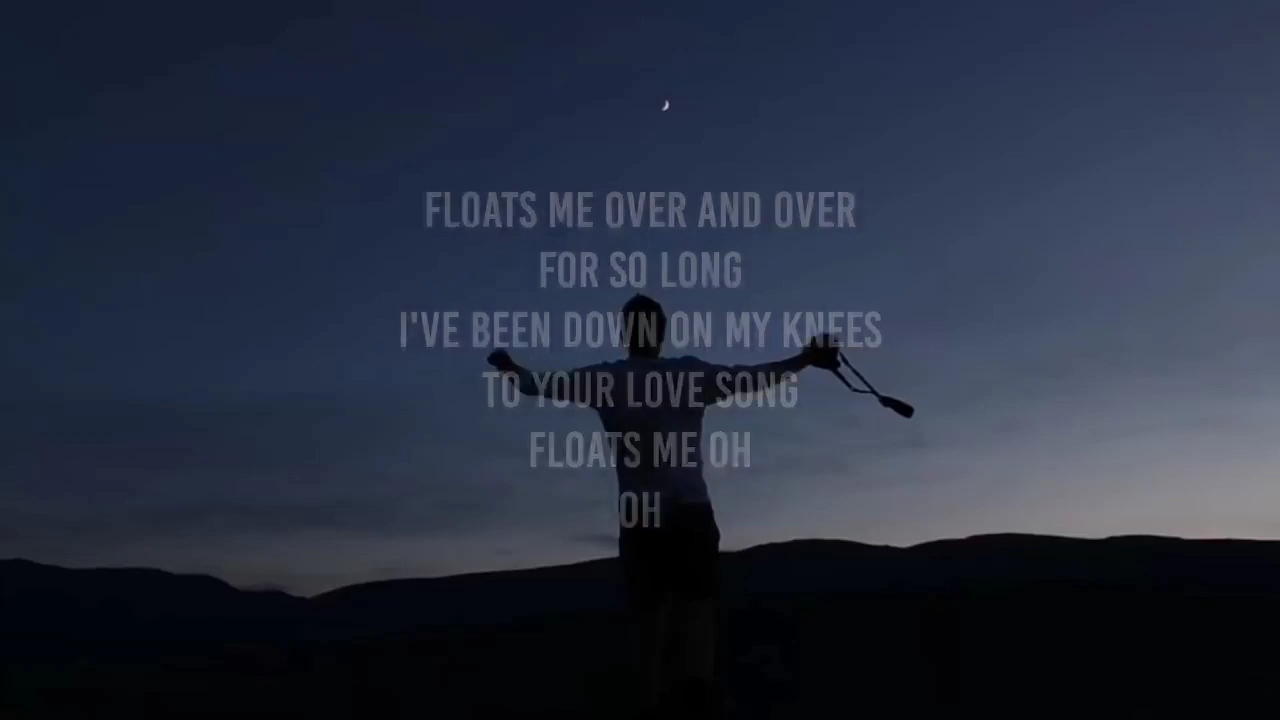 FLOATS ME OVER AND OVER
FOR SO LONG
I'VE BEEN DOWN ON MY KNEES
TO YOUR LOVE SONG
FLOATS ME OH
OH